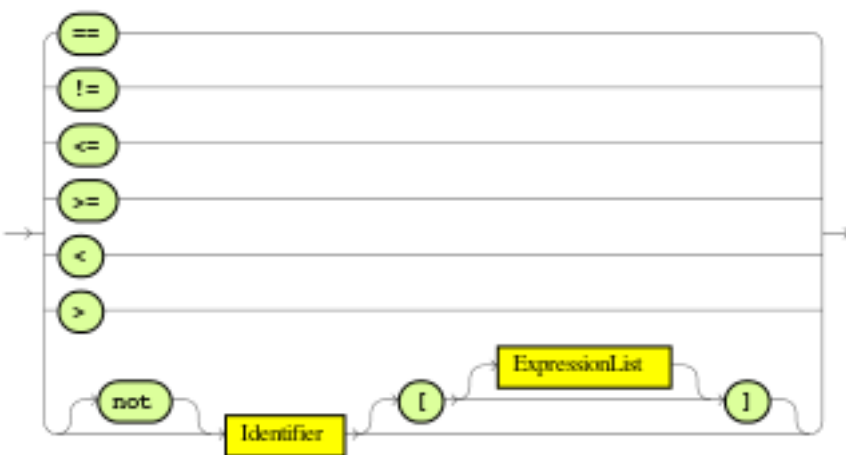 ==
!=
<=
>=
<
>
ExpressionList
not [ ]
Identifier